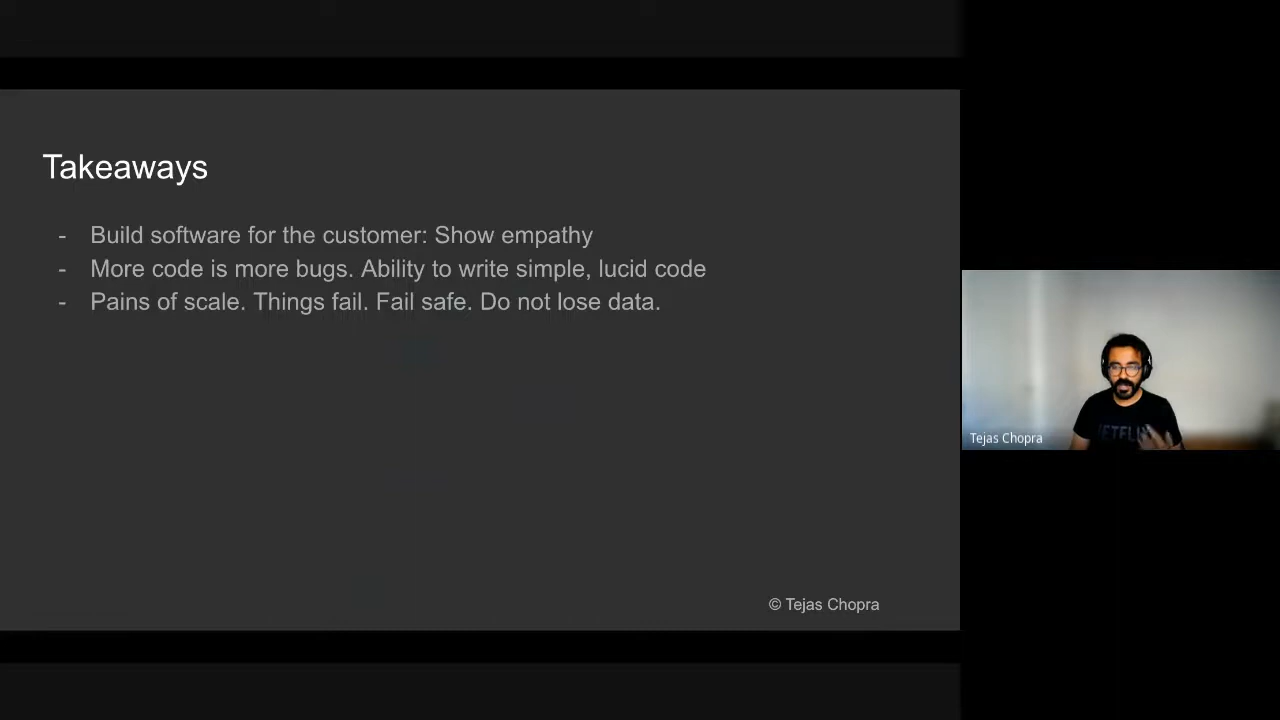 Takeaways
- Build software for the customer: Show empathy
- More code is more bugs. Ability to write simple, lucid code
- Pains of scale. Things fail. Fail safe. Do not lose data.
© Tejas Chopra
Tejas Chopra